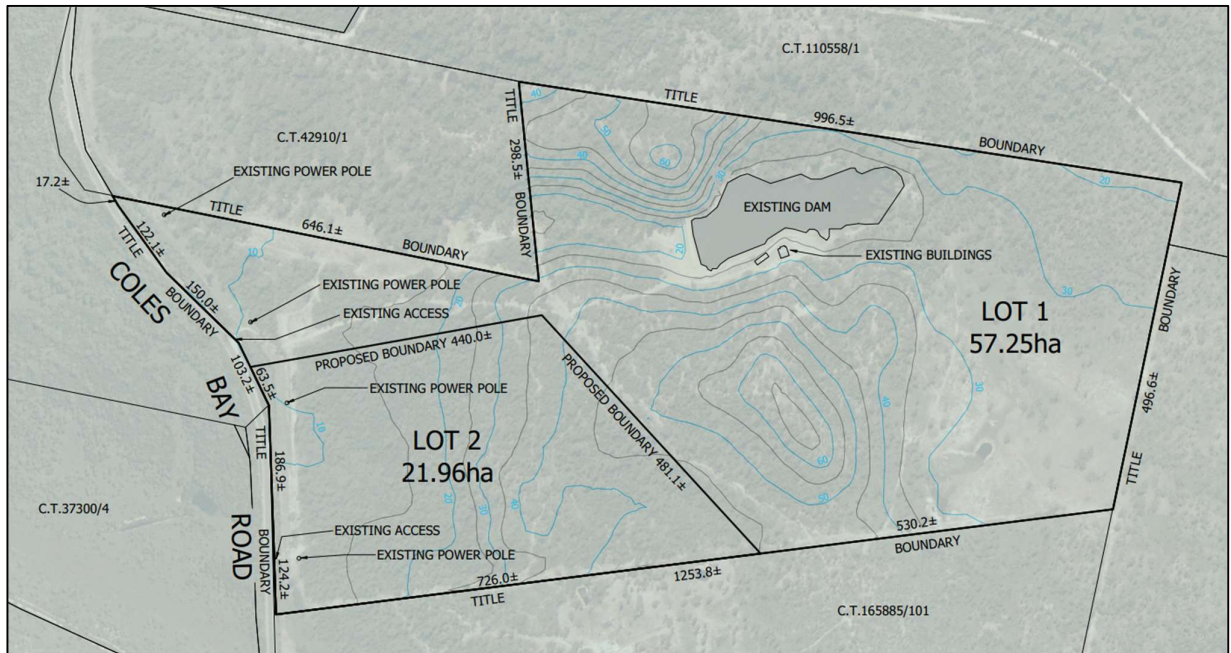 C.T.110558/1
TITLE
996.5±
BOUNDARY
TITLE
298.5±
BOUNDARY
C.T.42910/1
EXISTING POWER POLE
17.2±
TITLE
646.1±
BOUNDARY
122.1±
TITLE
150.0±
BOUNDARY
COLES
BAY
ROAD
EXISTING POWER POLE
EXISTING ACCESS
PROPOSED BOUNDARY 440.0±
103.2±
63.5±
EXISTING POWER POLE
PROPOSED BOUNDARY 481.1±
EXISTING DAM
EXISTING BUILDINGS
LOT 1
57.25ha
BOUNDARY
496.6±
TITLE
LOT 2
21.96ha
TITLE
186.9±
BOUNDARY
124.2±
C.T.37300/4
EXISTING ACCESS
EXISTING POWER POLE
726.0±
TITLE
1253.8±
530.2±
BOUNDARY
C.T.165885/101
40
50
60
40
30
20
20
20
10
30
10
20
30
40
30
40
60
50